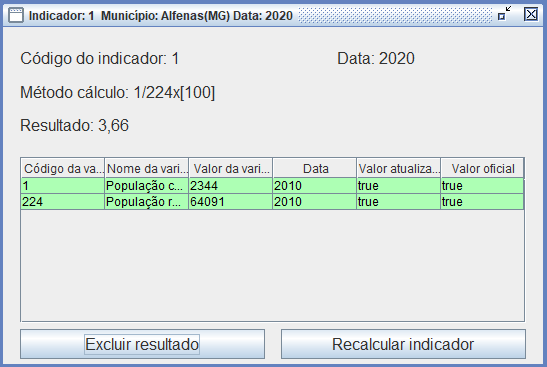 Indicador: 1 Município: Alfenas(MG) Data: 2020
Código do indicador: 1 Data: 2020
Método cálculo: 1/224x[100]
Resultado: 3,66
Código da va... Nome da vari... Valor da vari... Data Valor atualiza... Valor oficial
1 População c... 2344 2010 true true
224 População r... 64091 2010 true true
Excluir resultado Recalcular indicador